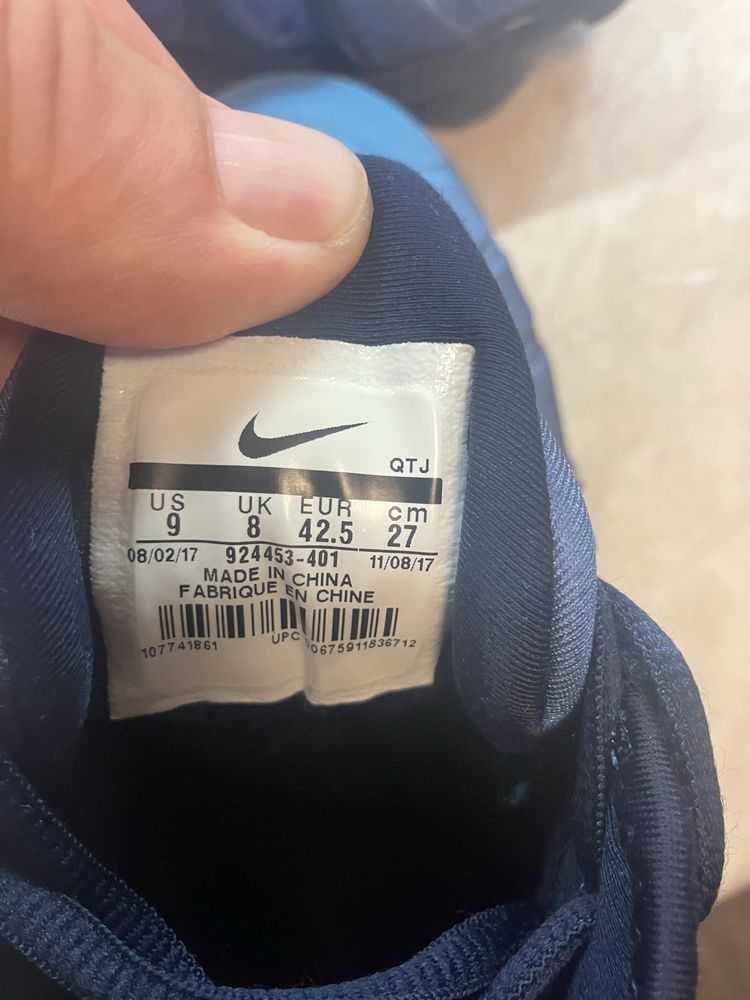 QTJ
US UK EUR cm
9 8 42.5 27
08/02/17 924453-401 11/08/17
MADE IN CHINA
FABRIQUE EN CHINE
107741861 UPC 00675911836712